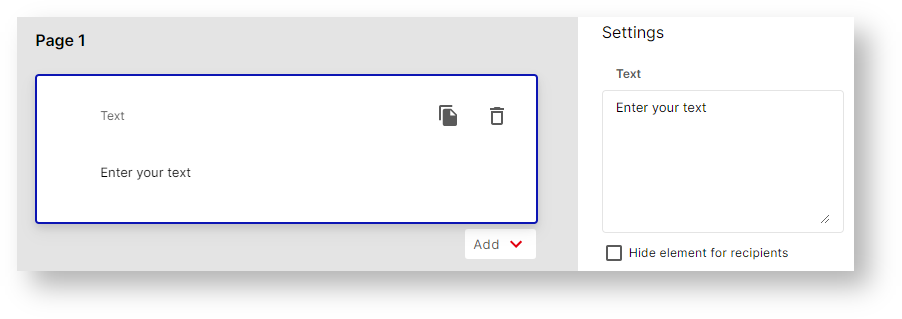 Page 1
Text
Enter your text
Add
Settings
Text
Enter your text
Hide element for recipients